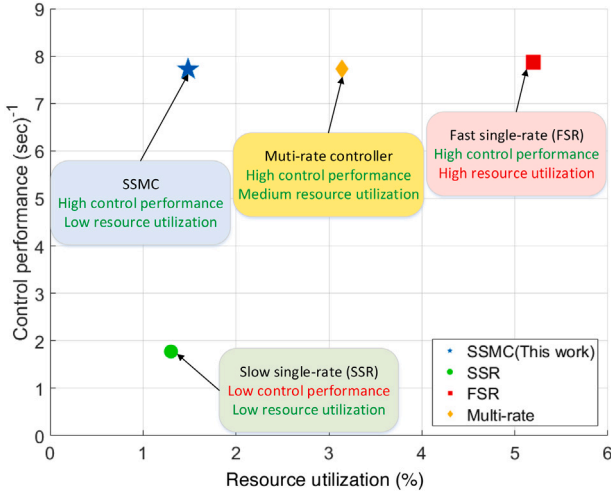 Control performance (sec)-1
9
8
7
6
5
4
3
2
1
0
SSMC
High control performance
Low resource utilization
Muti-rate controller
High control performance
Medium resource utilization
Fast single-rate (FSR)
High control performance
High resource utilization
Slow single-rate (SSR)
Low control performance
Low resource utilization
SSMC(This work)
SSR
FSR
Multi-rate
0 1 2 3 4 5 6
Resource utilization (%)